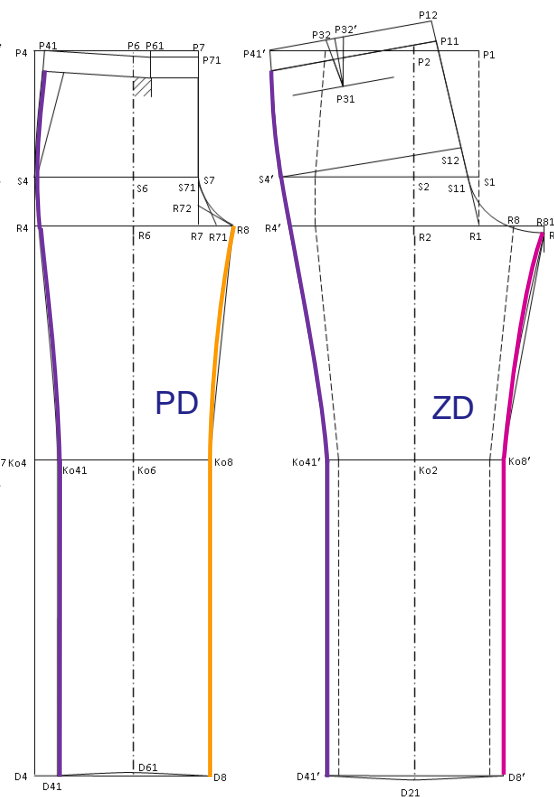 P12
P4 P41 P6 P61 P7 P32 P32′ P11
P71 P41′ P2 P1
P31
S12
S4 S6 S71 S7 S4′ S2 S11 S1
R72
R4 R6 R7 R71 R8 R4′ R2 R1 R8 R81
R
PD ZD
7 Ko4 Ko41 Ko6 Ko8 Ko41′ Ko2 Ko8′
D61
D4 D8 D41′ D8′
D41 D21